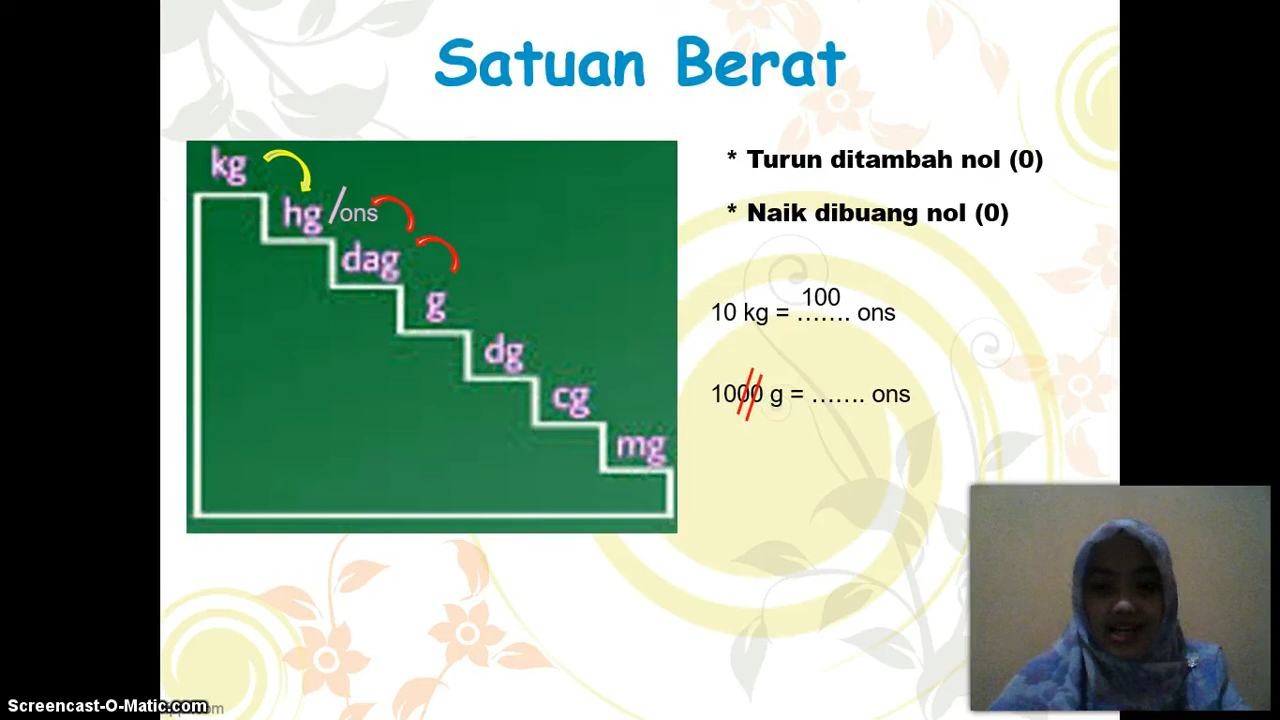 Satuan Berat
kg
hg /ons
dag
g
dg
cg
mg
* Turun ditambah nol (0)
* Naik dibuang nol (0)
100
10 kg = ……. ons
1000 g = ……. ons
Screencast-O-Matic.com